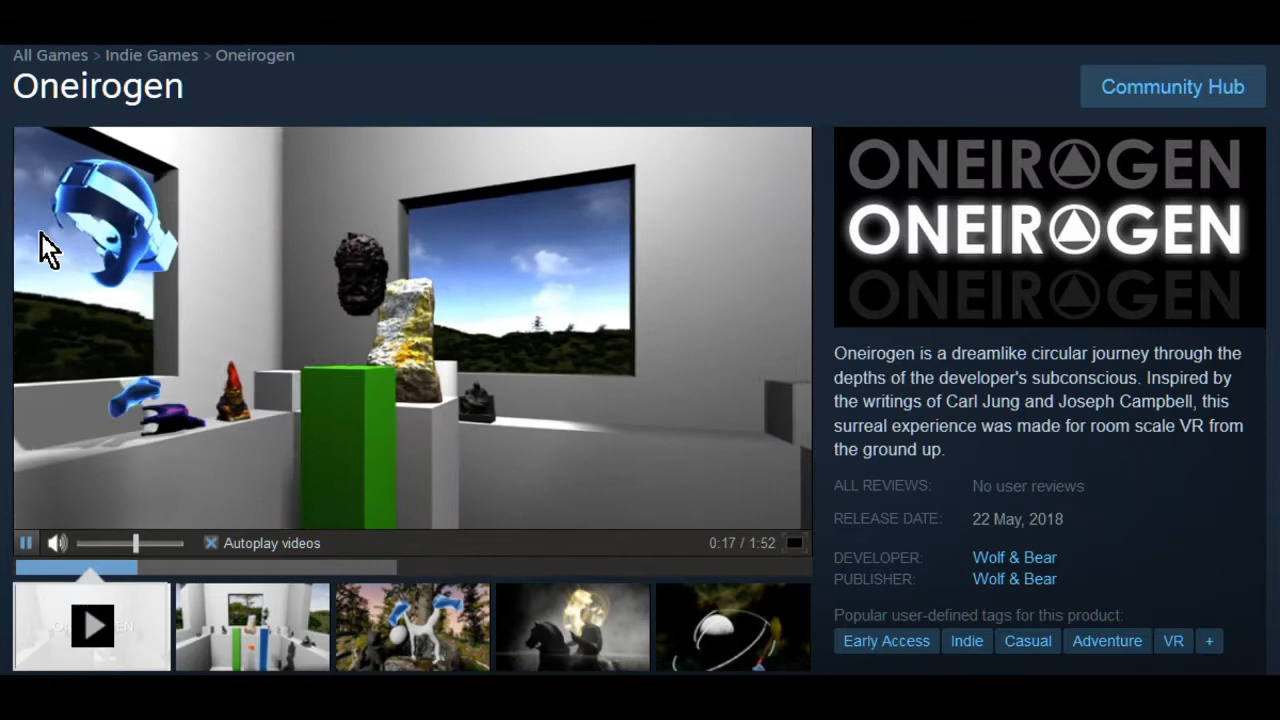 All Games > Indie Games > Oneirogen
Oneirogen
Community Hub
ONEIROGEN
ONEIROGEN
ONEIROGEN
Oneirogen is a dreamlike circular journey through the
depths of the developer's subconscious. Inspired by
the writings of Carl Jung and Joseph Campbell, this
surreal experience was made for room scale VR from
the ground up.
ALL REVIEWS: No user reviews
RELEASE DATE: 22 May, 2018
DEVELOPER: Wolf & Bear
PUBLISHER: Wolf & Bear
Popular user-defined tags for this product:
Early Access Indie Casual Adventure VR +
Autoplay videos 0:17 / 1:52